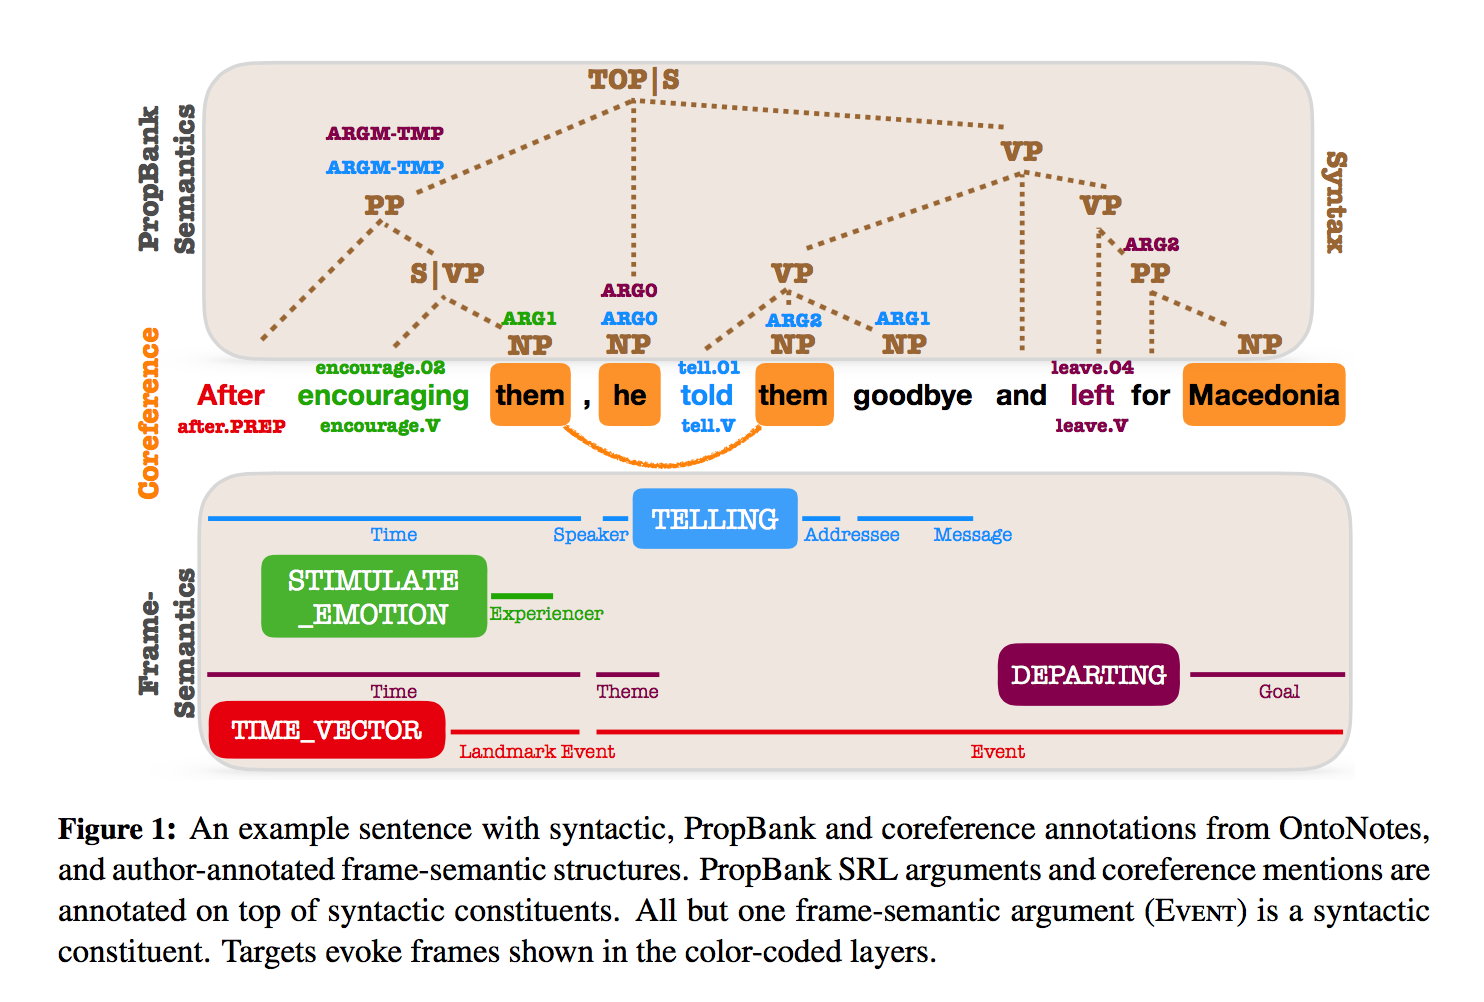 TOP|S
PropBank
Semantics
ARGM-TMP
ARGM-TMP
VP
Syntax
PP
VP
ARG2
S|VP
VP
PP
ARG0
ARG1
ARG0
ARG2
ARG1
NP
NP
NP
NP
NP
Coreference
encourage.02
tell.01
leave.04
After encouraging them , he told them goodbye and left for Macedonia
after.PREP
encourage.V
tell.V
leave.V
Frame-
Semantics
TELLING
Time
Speaker
Addressee
Message
STIMULATE
_EMOTION
Experiencer
DEPARTING
Time
Theme
Goal
TIME_VECTOR
Landmark Event
Event
Figure 1: An example sentence with syntactic, PropBank and coreference annotations from OntoNotes,
and author-annotated frame-semantic structures. PropBank SRL arguments and coreference mentions are
annotated on top of syntactic constituents. All but one frame-semantic argument (EVENT) is a syntactic
constituent. Targets evoke frames shown in the color-coded layers.